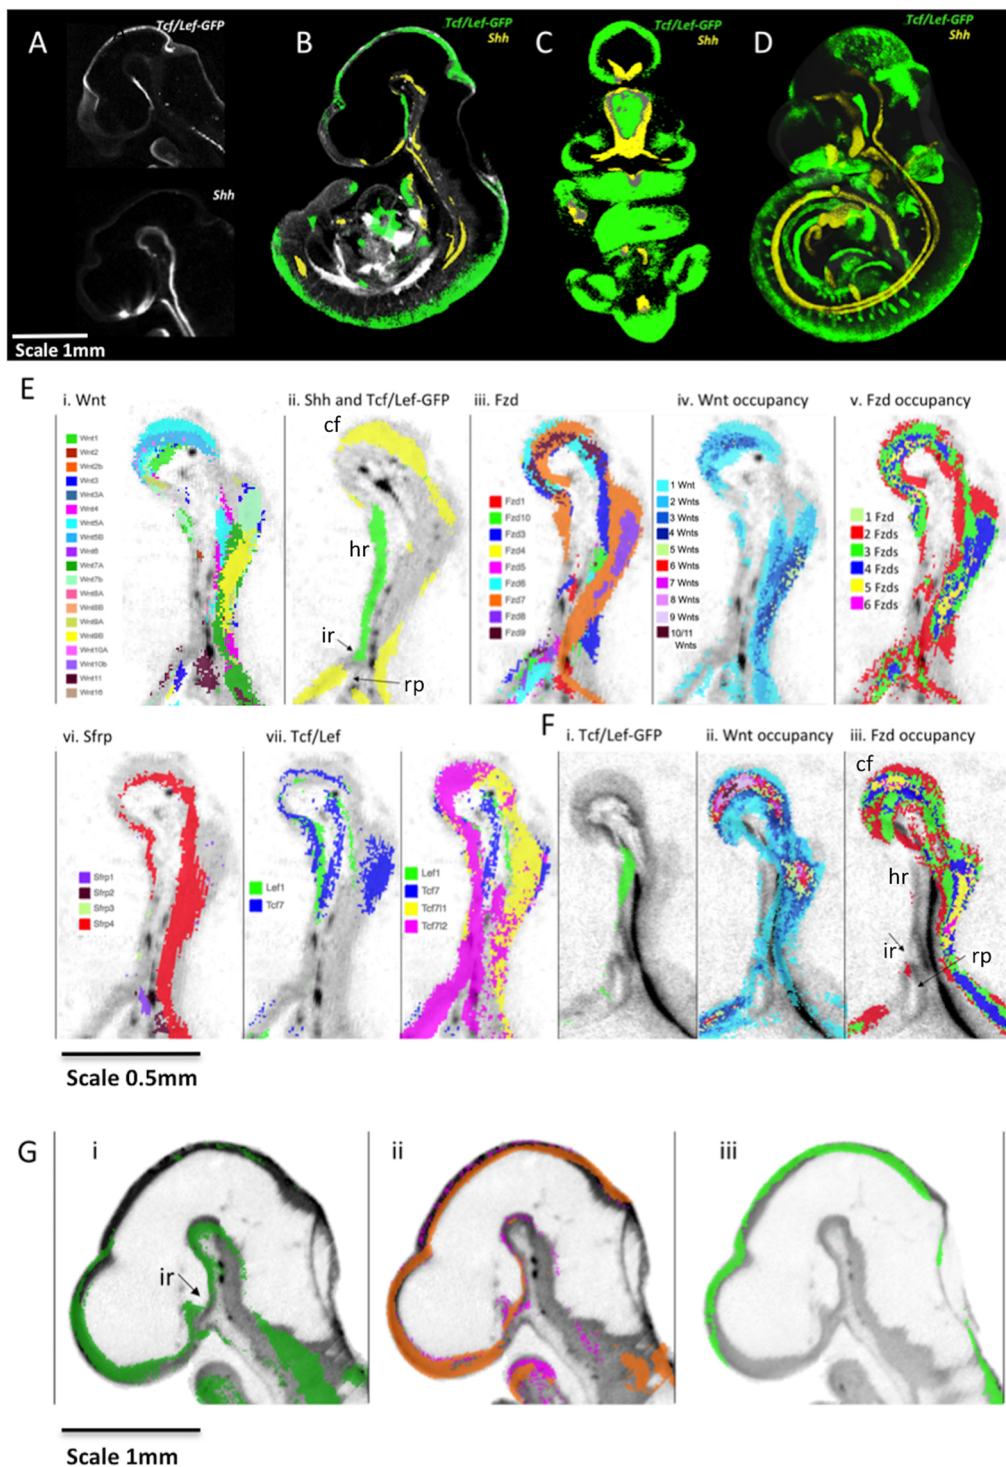 A
Tcf/Lef-GFP
Shh
Scale 1mm
B
Tcf/Lef-GFP
Shh
C
Tcf/Lef-GFP
Shh
D
Tcf/Lef-GFP
Shh
E
i. Wnt
Wnt1
Wnt2
Wnt2b
Wnt3
Wnt3A
Wnt4
Wnt5A
Wnt5B
Wnt6
Wnt7A
Wnt7b
Wnt8A
Wnt8B
Wnt9A
Wnt9B
Wnt10A
Wnt10b
Wnt11
Wnt16
ii. Shh and Tcf/Lef-GFP
cf
hr
ir
rp
iii. Fzd
Fzd1
Fzd10
Fzd3
Fzd4
Fzd5
Fzd6
Fzd7
Fzd8
Fzd9
iv. Wnt occupancy
1 Wnt
2 Wnts
3 Wnts
4 Wnts
5 Wnts
6 Wnts
7 Wnts
8 Wnts
9 Wnts
10/11
Wnts
v. Fzd occupancy
1 Fzd
2 Fzds
3 Fzds
4 Fzds
5 Fzds
6 Fzds
vi. Sfrp
Sfrp1
Sfrp2
Sfrp3
Sfrp4
vii. Tcf/Lef
Lef1
Tcf7
Lef1
Tcf7
Tcf7l1
Tcf7l2
F
i. Tcf/Lef-GFP
ii. Wnt occupancy
iii. Fzd occupancy
cf
hr
ir
rp
Scale 0.5mm
G
i
ir
ii
iii
Scale 1mm